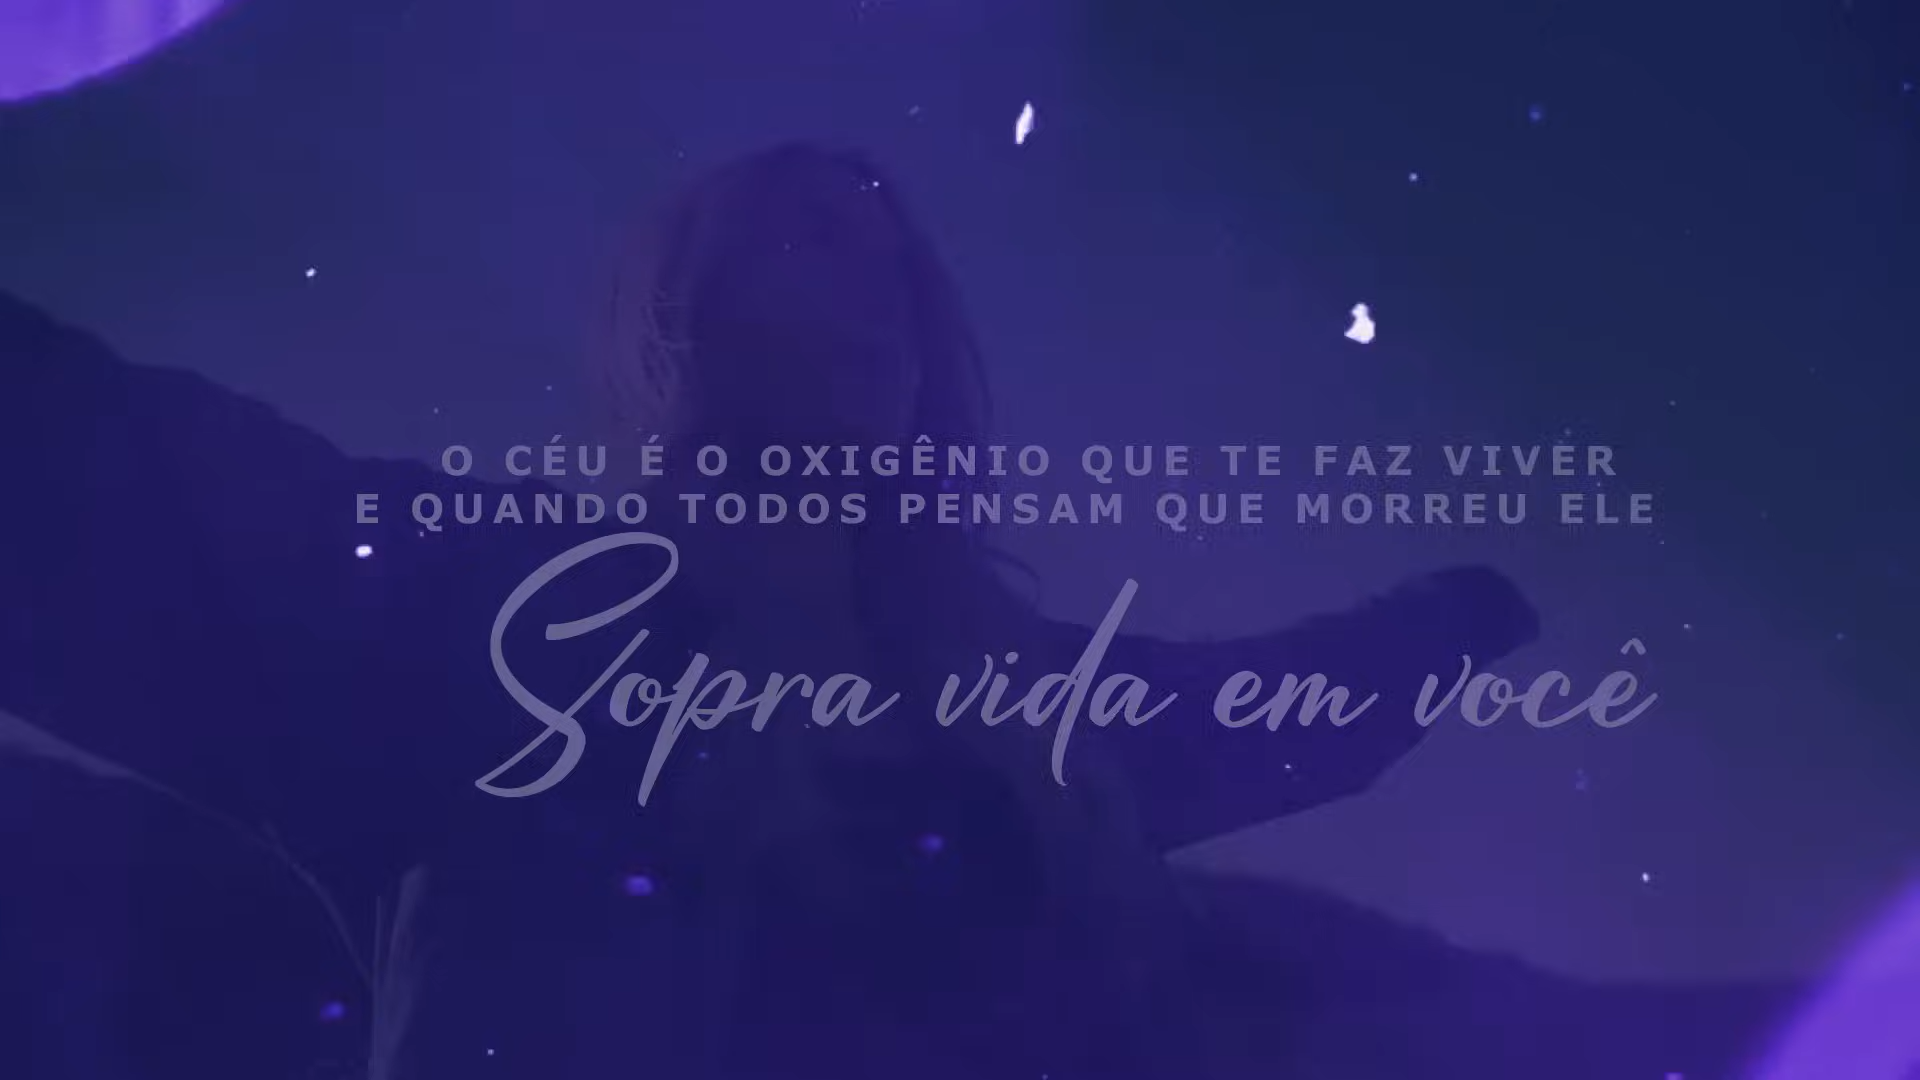 O CÉU É O OXIGÊNIO QUE TE FAZ VIVER
E QUANDO TODOS PENSAM QUE MORREU ELE
Sopra vida em você